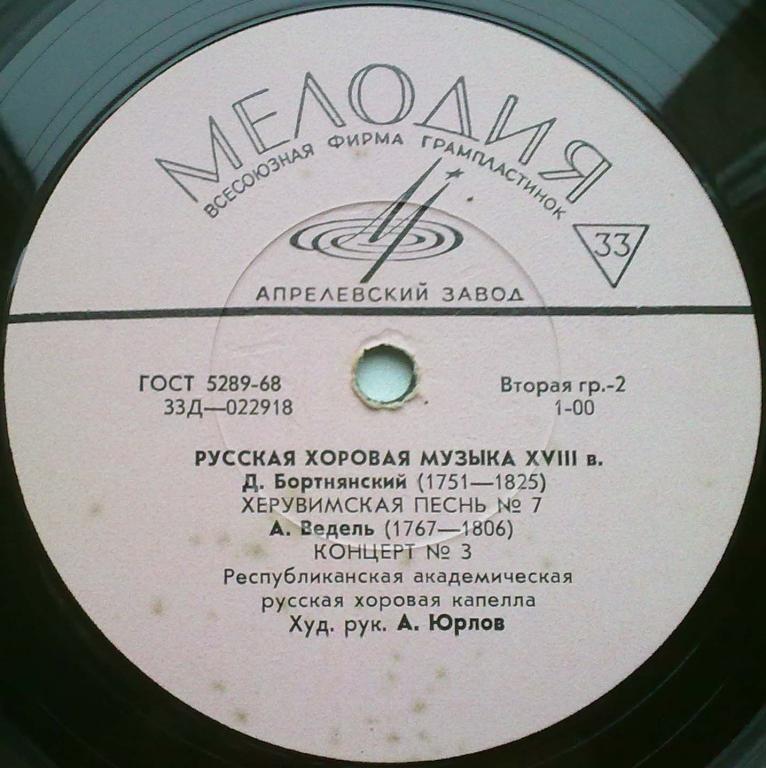 МЕЛОДИЯ
ВСЕСОЮЗНАЯ ФИРМА ГРАМПЛАСТИНОК
33
АПРЕЛЕВСКИЙ ЗАВОД
ГОСТ 5289-68 Вторая гр.-2
33Д—022918 1-00
РУССКАЯ ХОРОВАЯ МУЗЫКА XVIII в.
Д. Бортнянский (1751—1825)
ХЕРУВИМСКАЯ ПЕСНЬ № 7
А. Ведель (1767—1806)
КОНЦЕРТ № 3
Республиканская академическая
русская хоровая капелла
Худ. рук. А. Юрлов